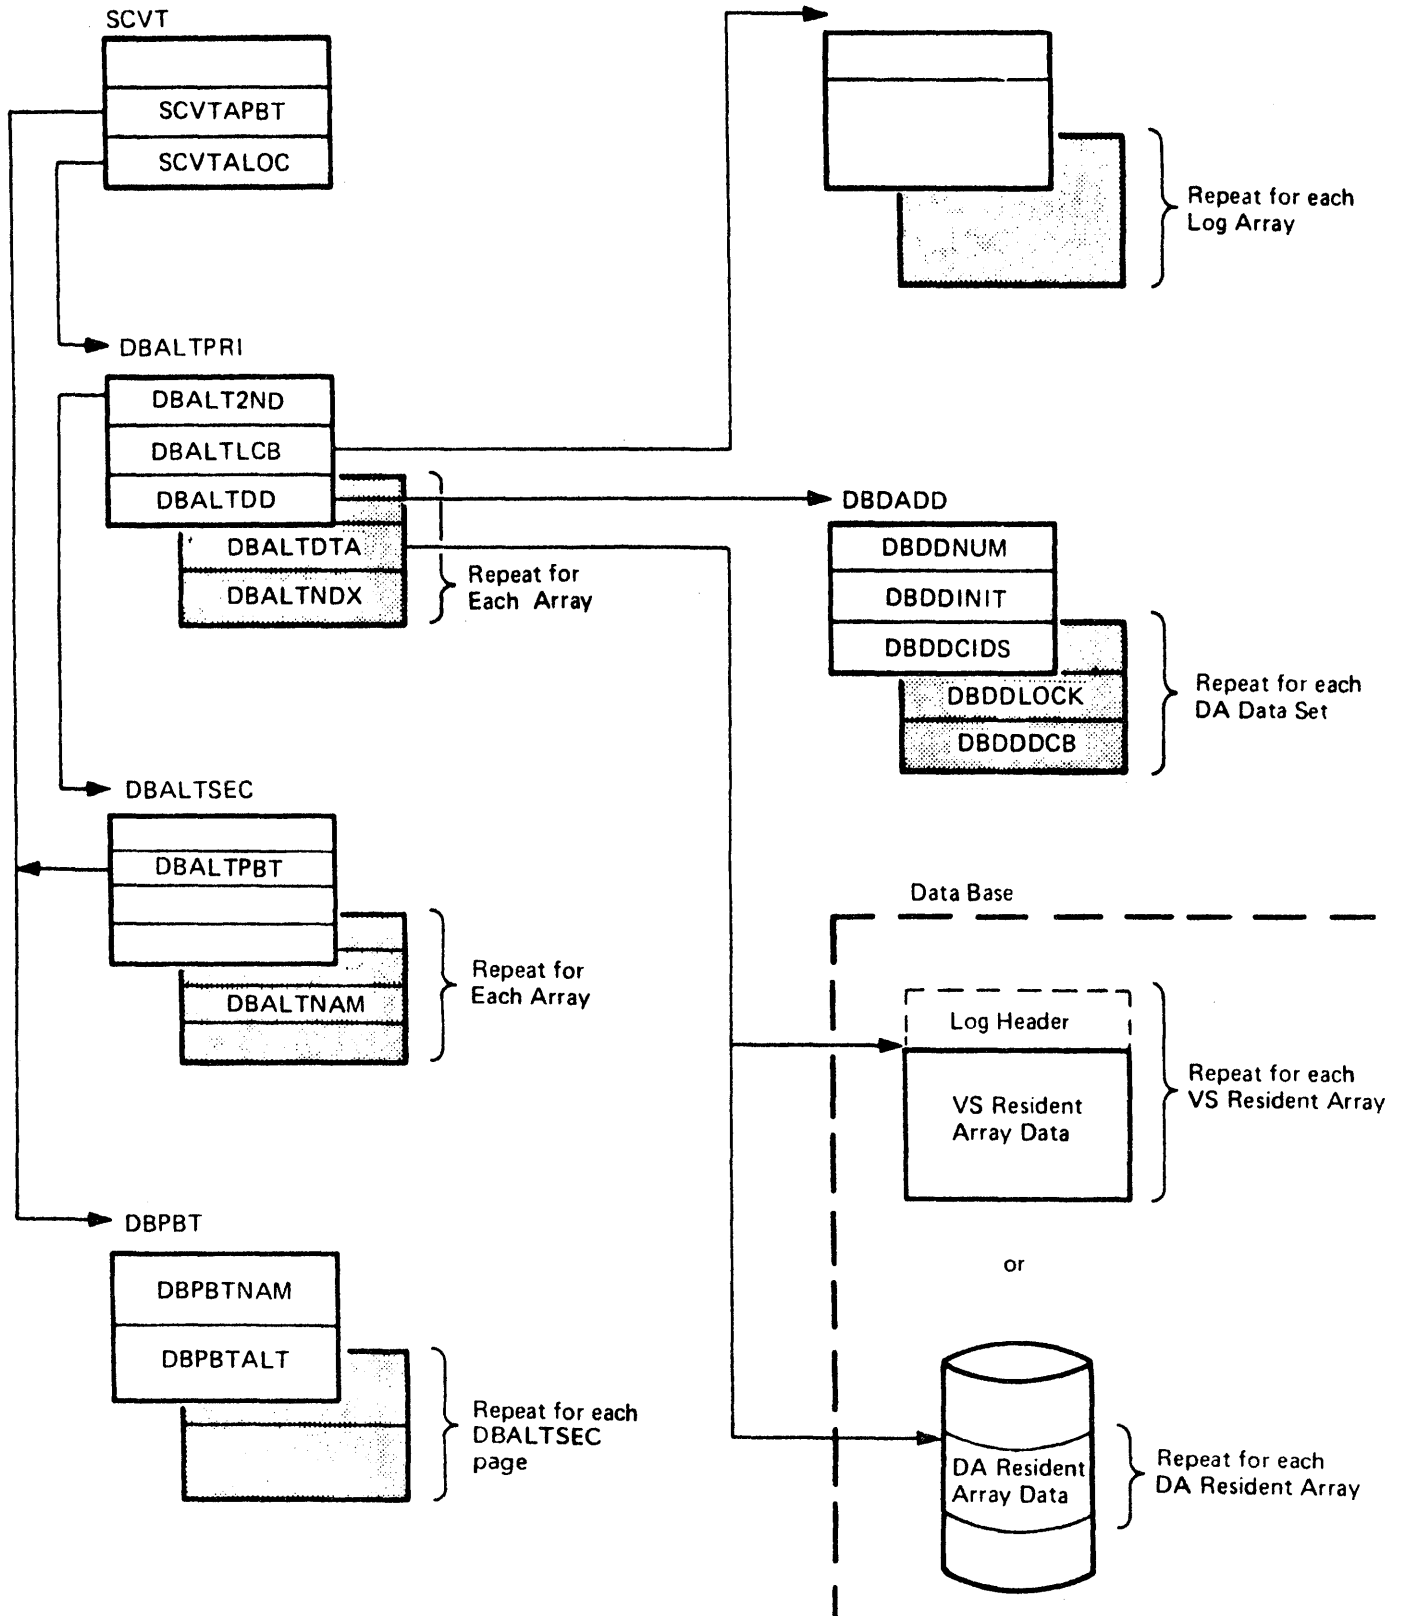 SCVT
SCVTAPBT
SCVTALOC
Repeat for each
Log Array
DBALTPRI
DBALT2ND
DBALTLCB
DBALTDD
DBALTDTA
DBALTNDX
Repeat for
Each Array
DBDADD
DBDDNUM
DBDDINIT
DBDDCIDS
DBDDLOCK
DBDDDCB
Repeat for each
DA Data Set
DBALTSEC
DBALTPBT
DBALTNAM
Repeat for
Each Array
Data Base
Log Header
VS Resident
Array Data
Repeat for each
VS Resident Array
or
DBPBT
DBPBTNAM
DBPBTALT
Repeat for each
DBALTSEC
page
DA Resident
Array Data
Repeat for each
DA Resident Array